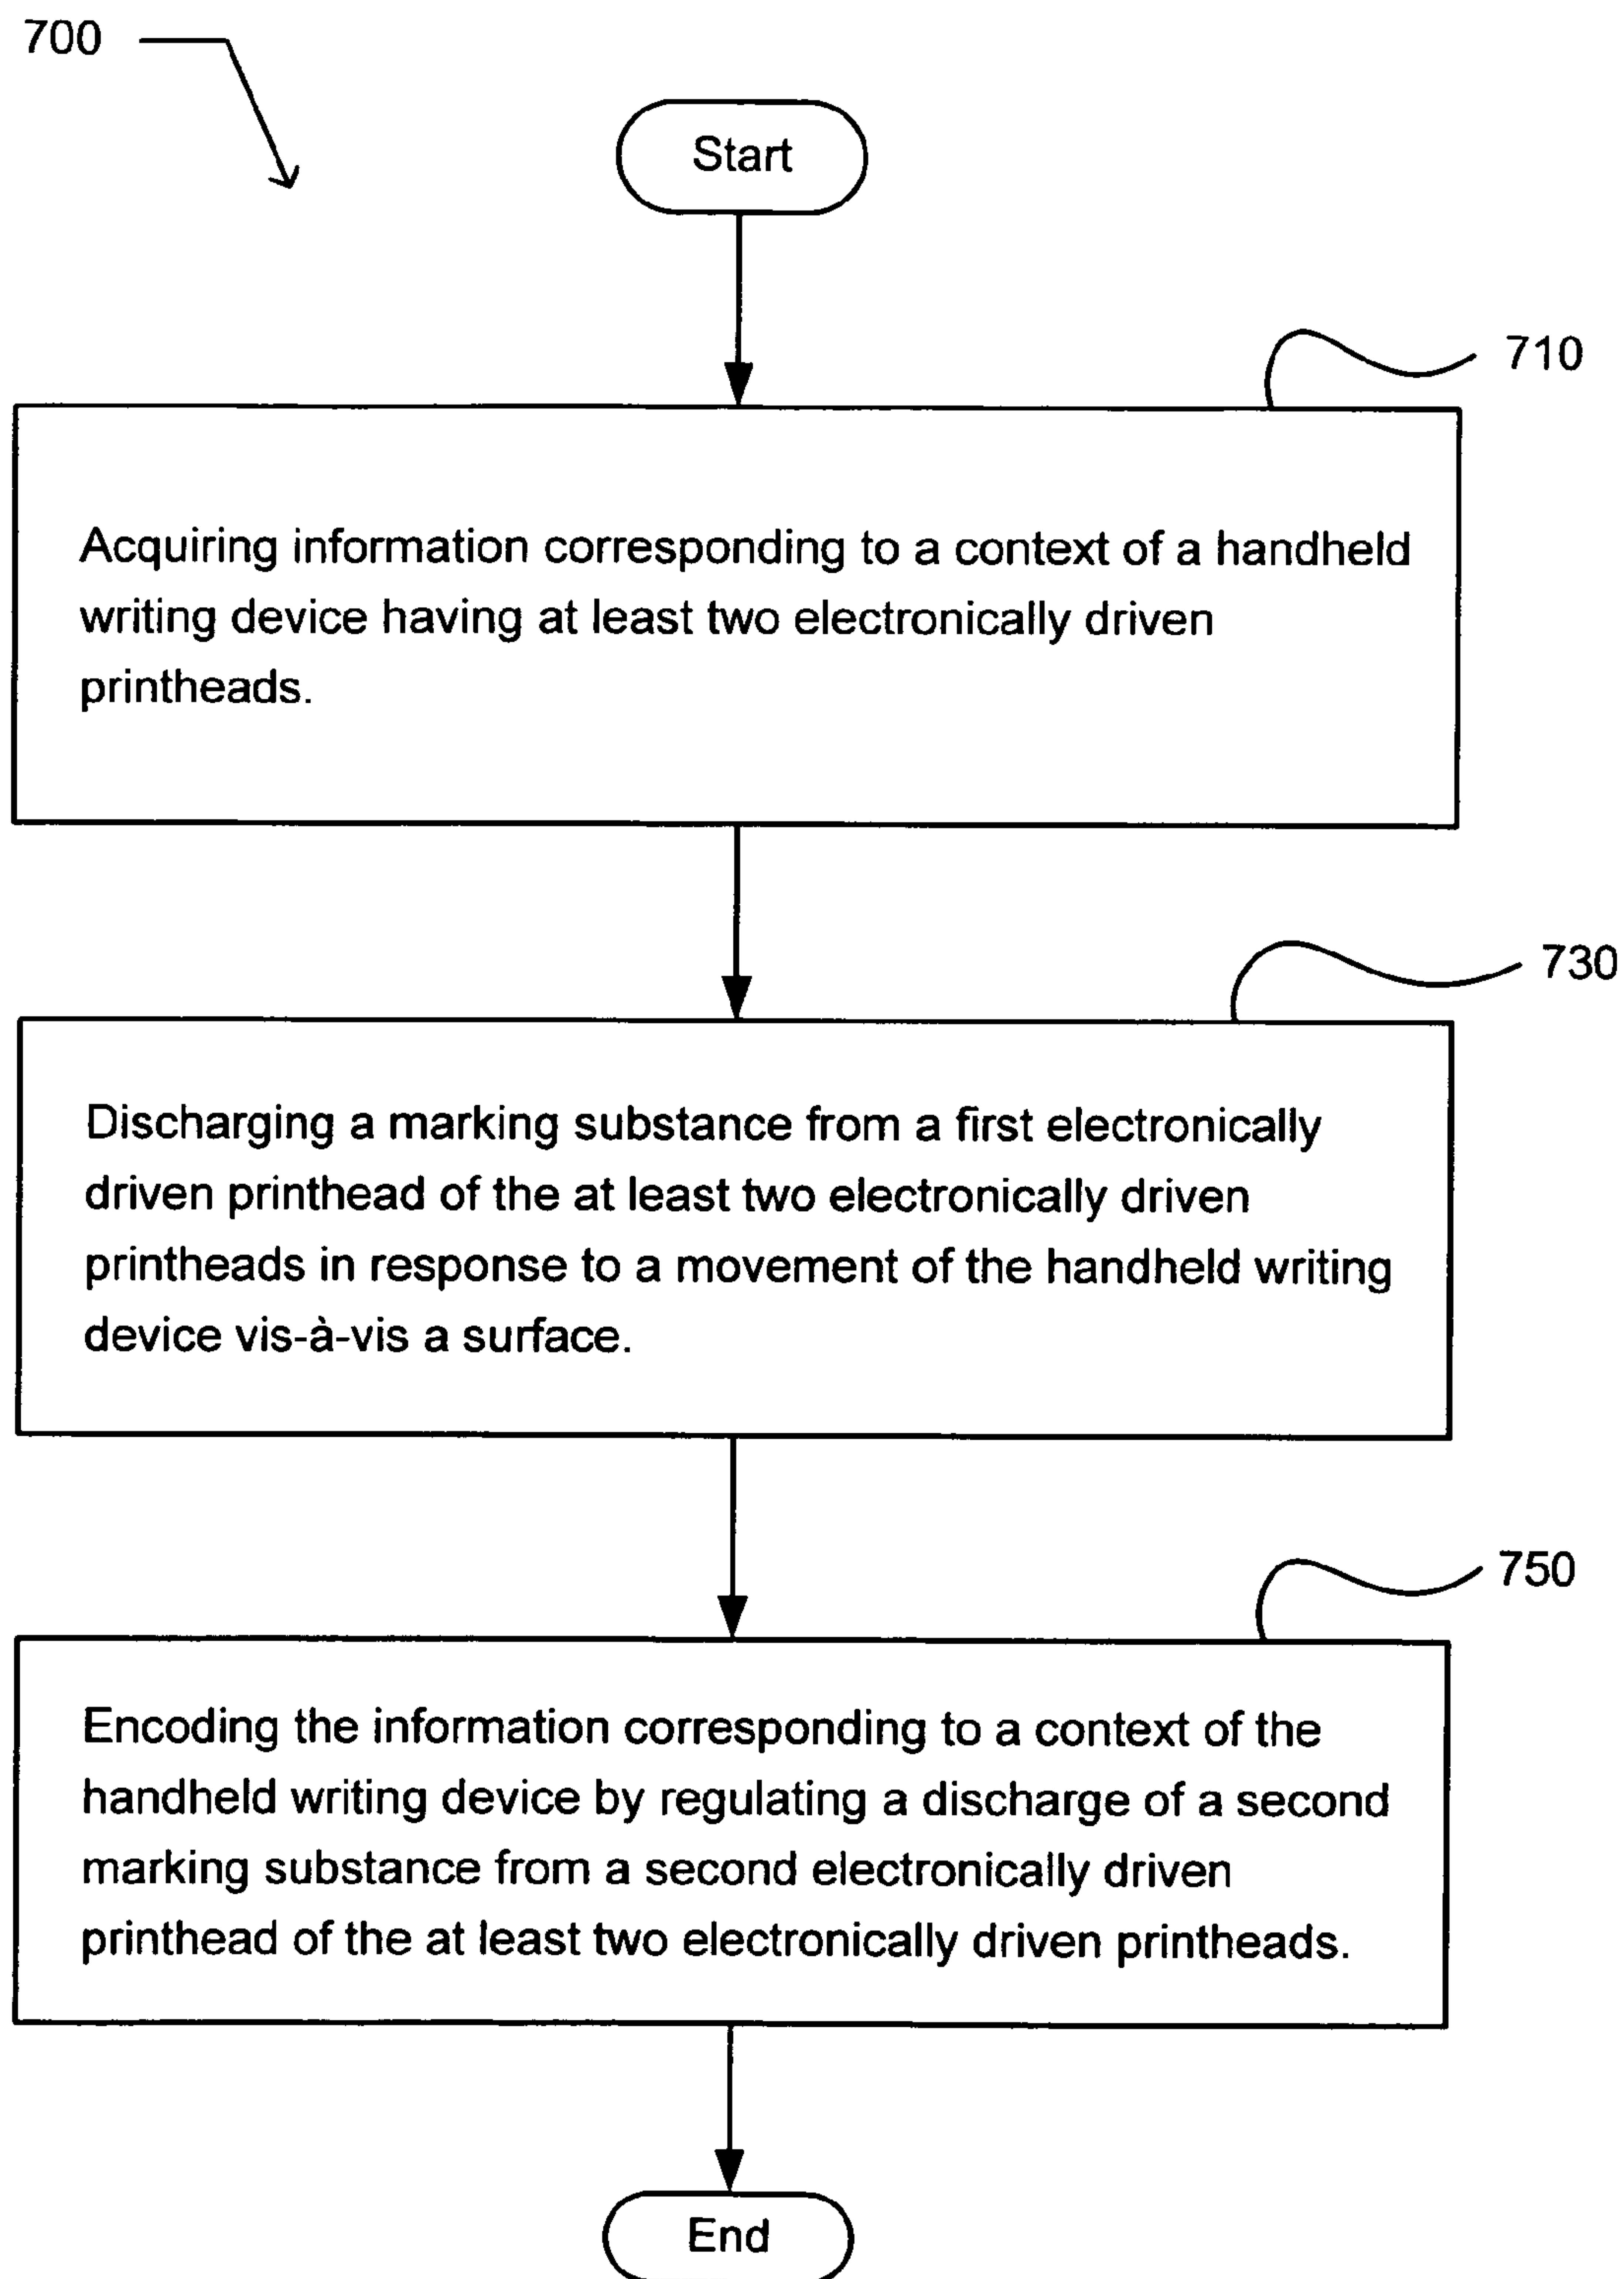 700
Start
710
Acquiring information corresponding to a context of a handheld
writing device having at least two electronically driven
printheads.
730
Discharging a marking substance from a first electronically
driven printhead of the at least two electronically driven
printheads in response to a movement of the handheld writing
device vis-à-vis a surface.
750
Encoding the information corresponding to a context of the
handheld writing device by regulating a discharge of a second
marking substance from a second electronically driven
printhead of the at least two electronically driven printheads.
End